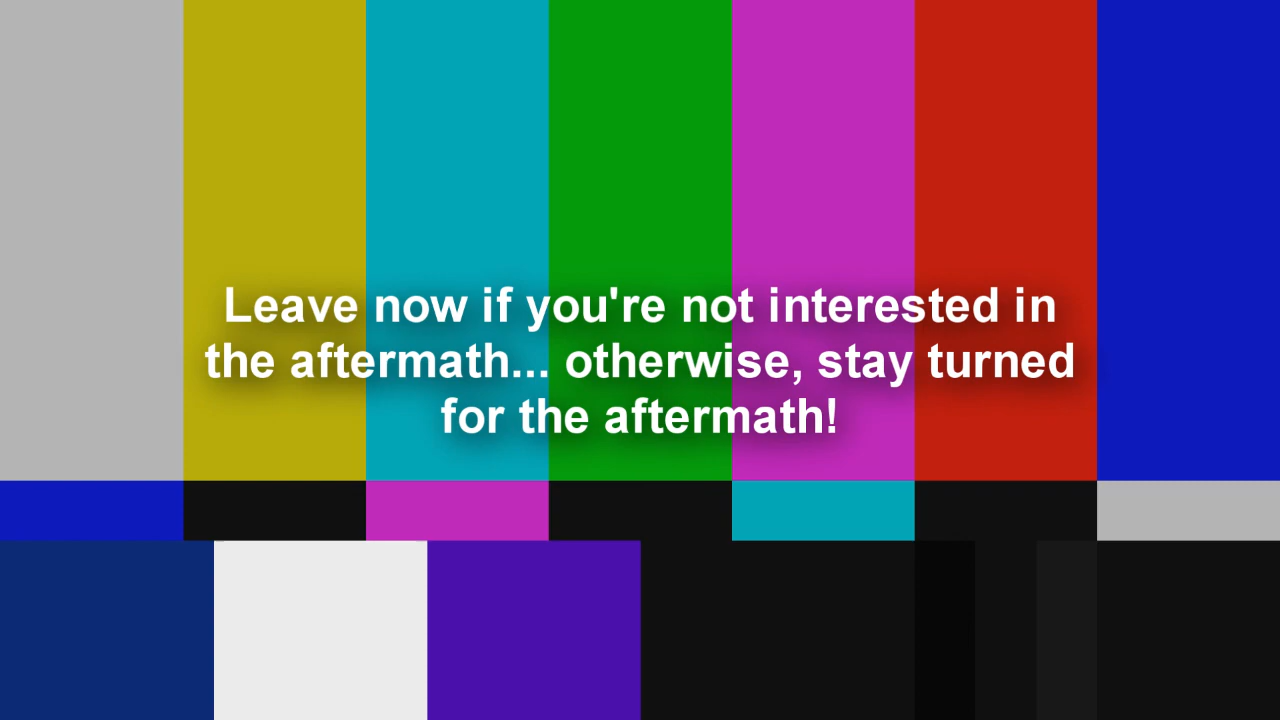 Leave now if you're not interested in
the aftermath... otherwise, stay turned
for the aftermath!